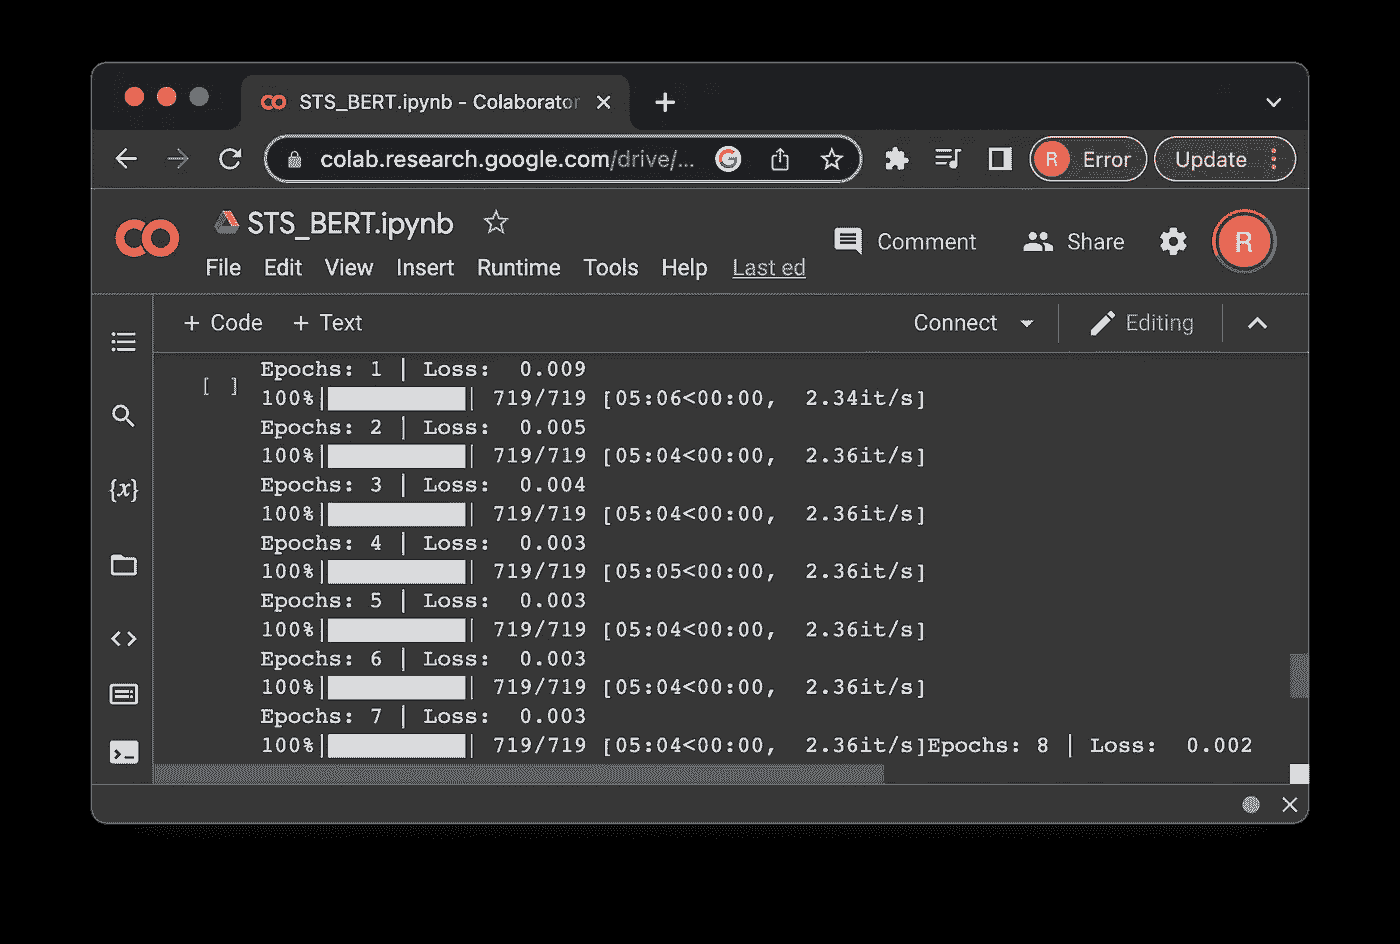 STS_BERT.ipynb - Colaborator
colab.research.google.com/drive/...
R Error
Update
STS_BERT.ipynb
File Edit View Insert Runtime Tools Help Last ed
Comment
Share
R
+ Code + Text
Connect
Editing
Epochs: 1 | Loss: 0.009
[ ]
100%| | 719/719 [05:06<00:00, 2.34it/s]
Epochs: 2 | Loss: 0.005
100%| | 719/719 [05:04<00:00, 2.36it/s]
Epochs: 3 | Loss: 0.004
100%| | 719/719 [05:04<00:00, 2.36it/s]
Epochs: 4 | Loss: 0.003
100%| | 719/719 [05:05<00:00, 2.36it/s]
Epochs: 5 | Loss: 0.003
100%| | 719/719 [05:04<00:00, 2.36it/s]
Epochs: 6 | Loss: 0.003
100%| | 719/719 [05:04<00:00, 2.36it/s]
Epochs: 7 | Loss: 0.003
100%| | 719/719 [05:04<00:00, 2.36it/s]Epochs: 8 | Loss: 0.002
{x}